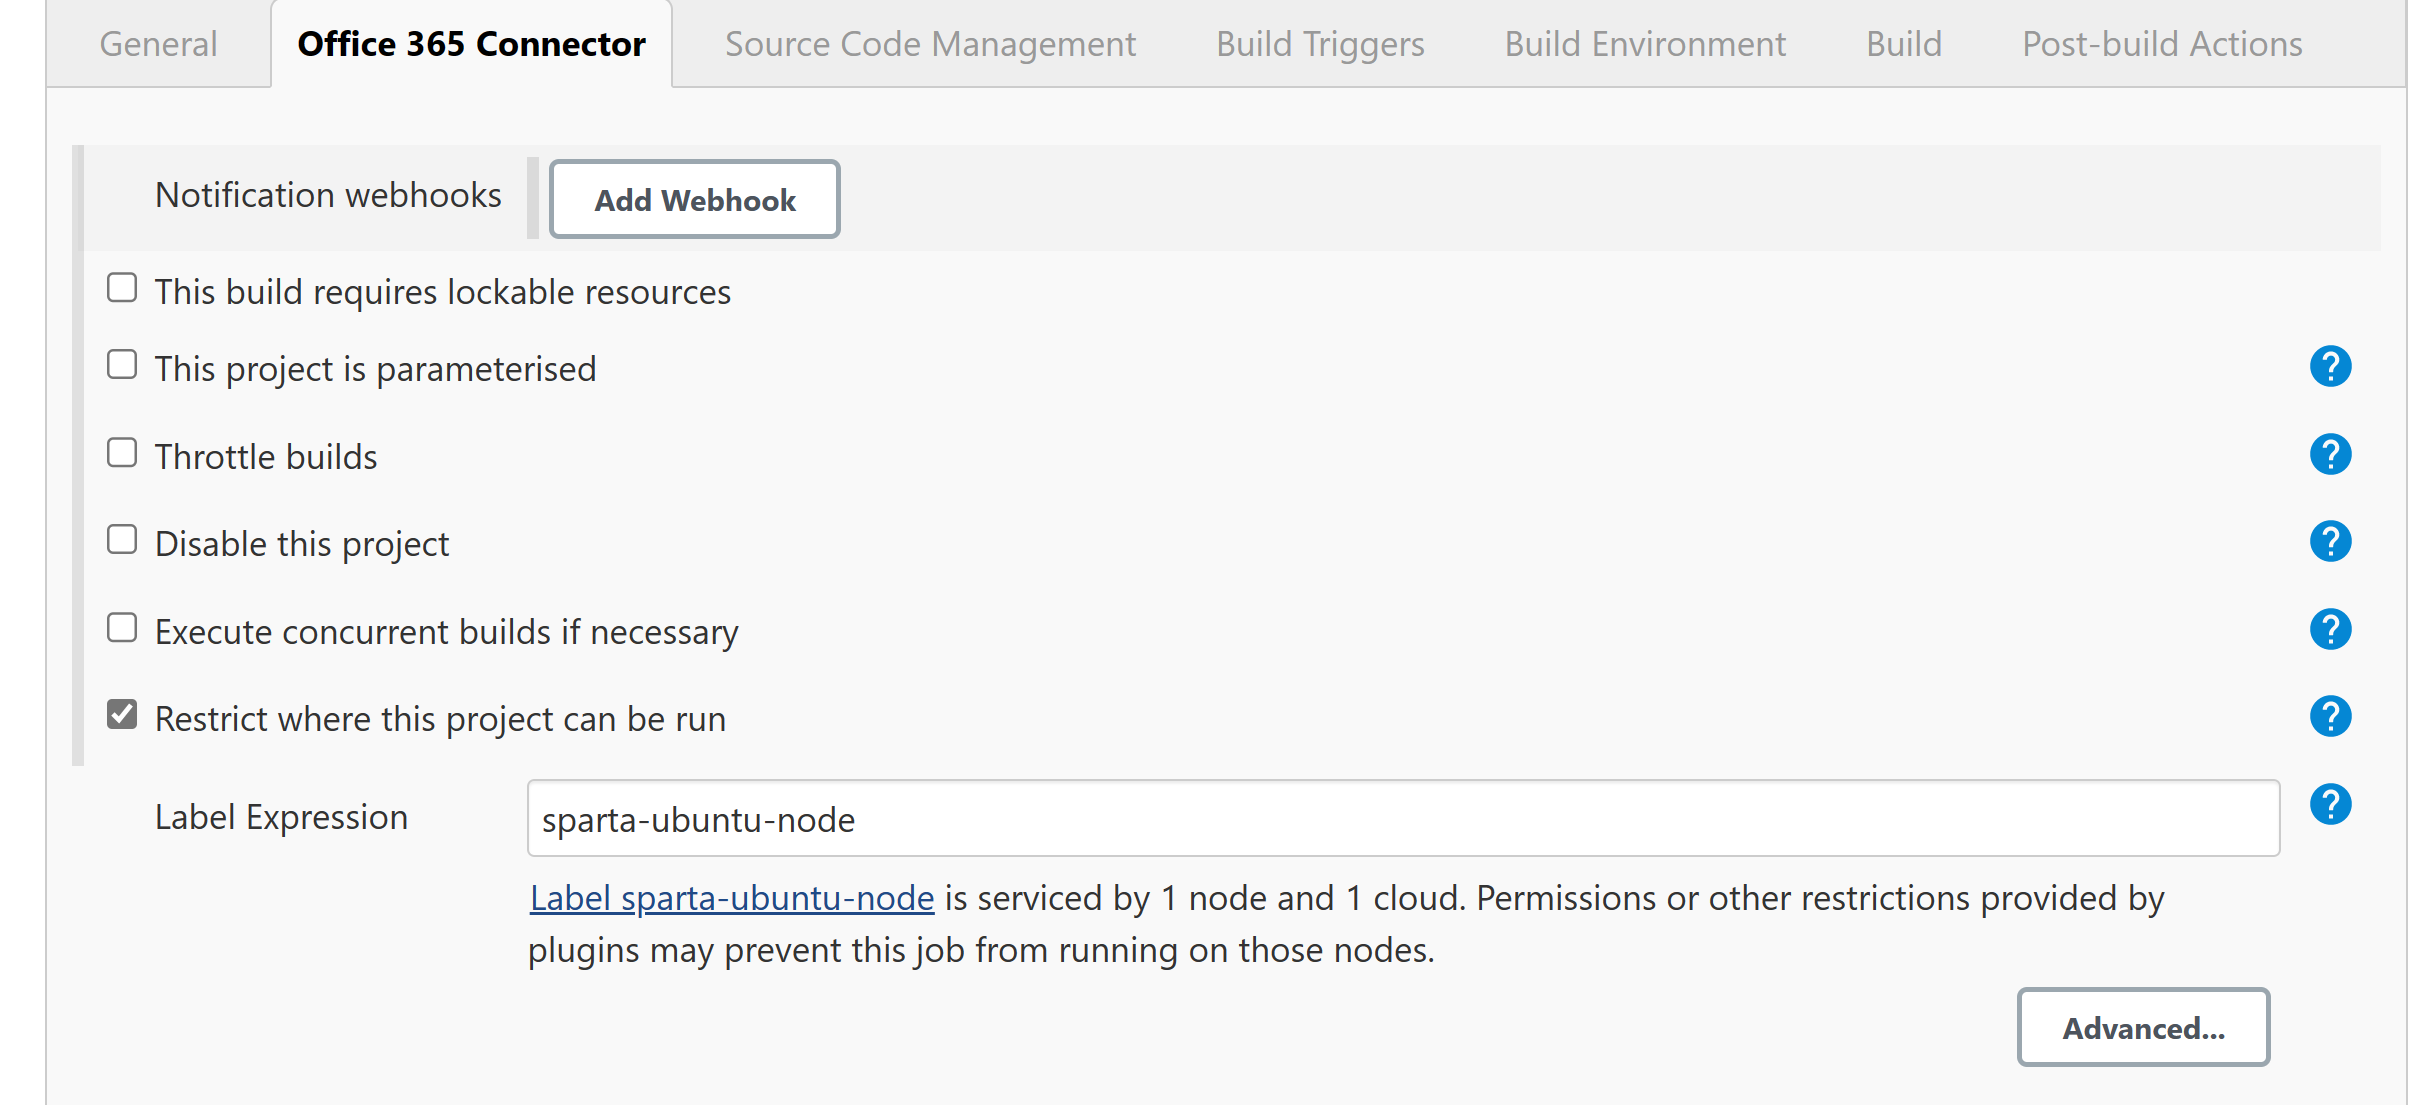 General Office 365 Connector Source Code Management Build Triggers Build Environment Build Post-build Actions
Notification webhooks Add Webhook
This build requires lockable resources
This project is parameterised ?
Throttle builds ?
Disable this project ?
Execute concurrent builds if necessary ?
Restrict where this project can be run ?
Label Expression sparta-ubuntu-node ?
Label sparta-ubuntu-node is serviced by 1 node and 1 cloud. Permissions or other restrictions provided by
plugins may prevent this job from running on those nodes.
Advanced...